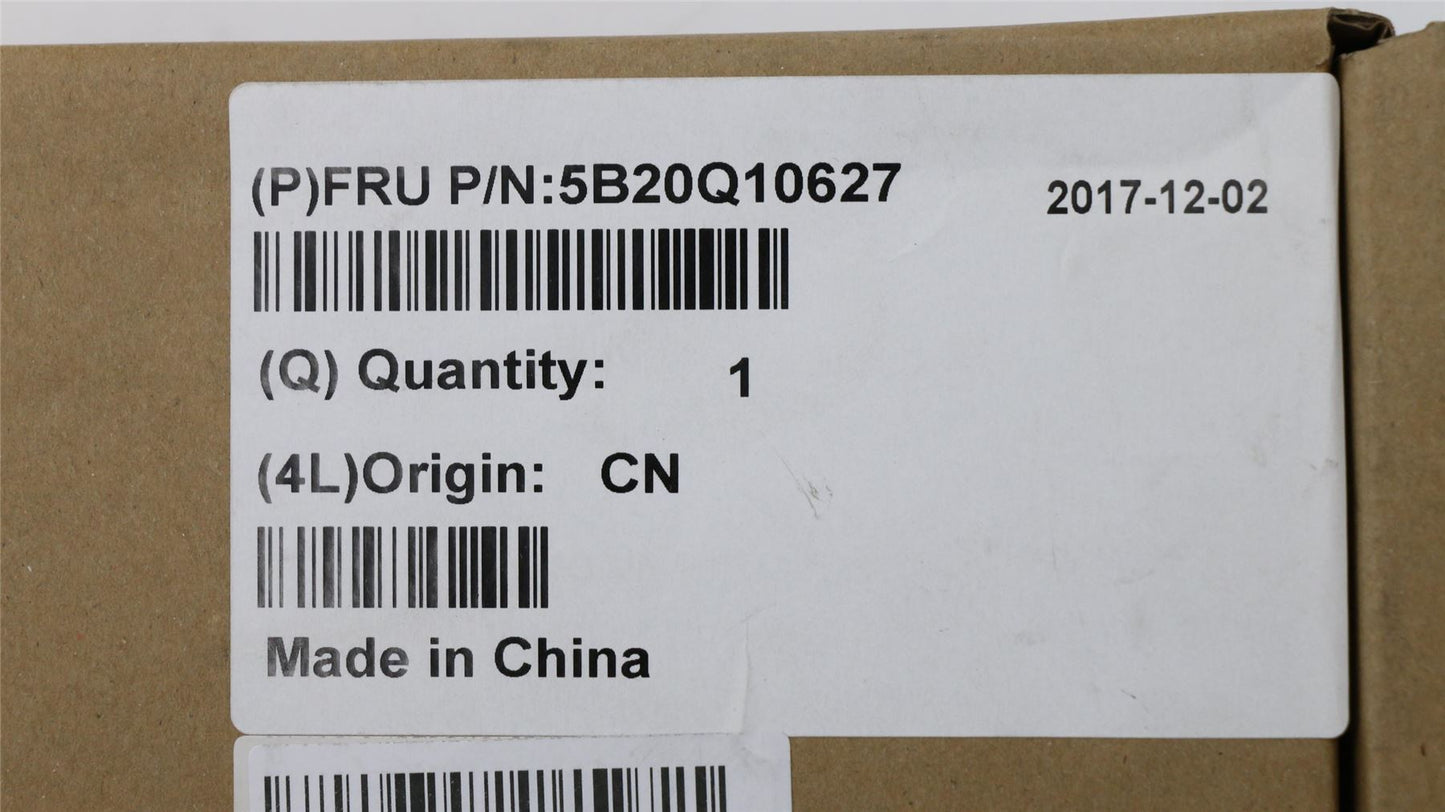 (P)FRU P/N:5B20Q10627 2017-12-02
(Q) Quantity: 1
(4L)Origin: CN
Made in China